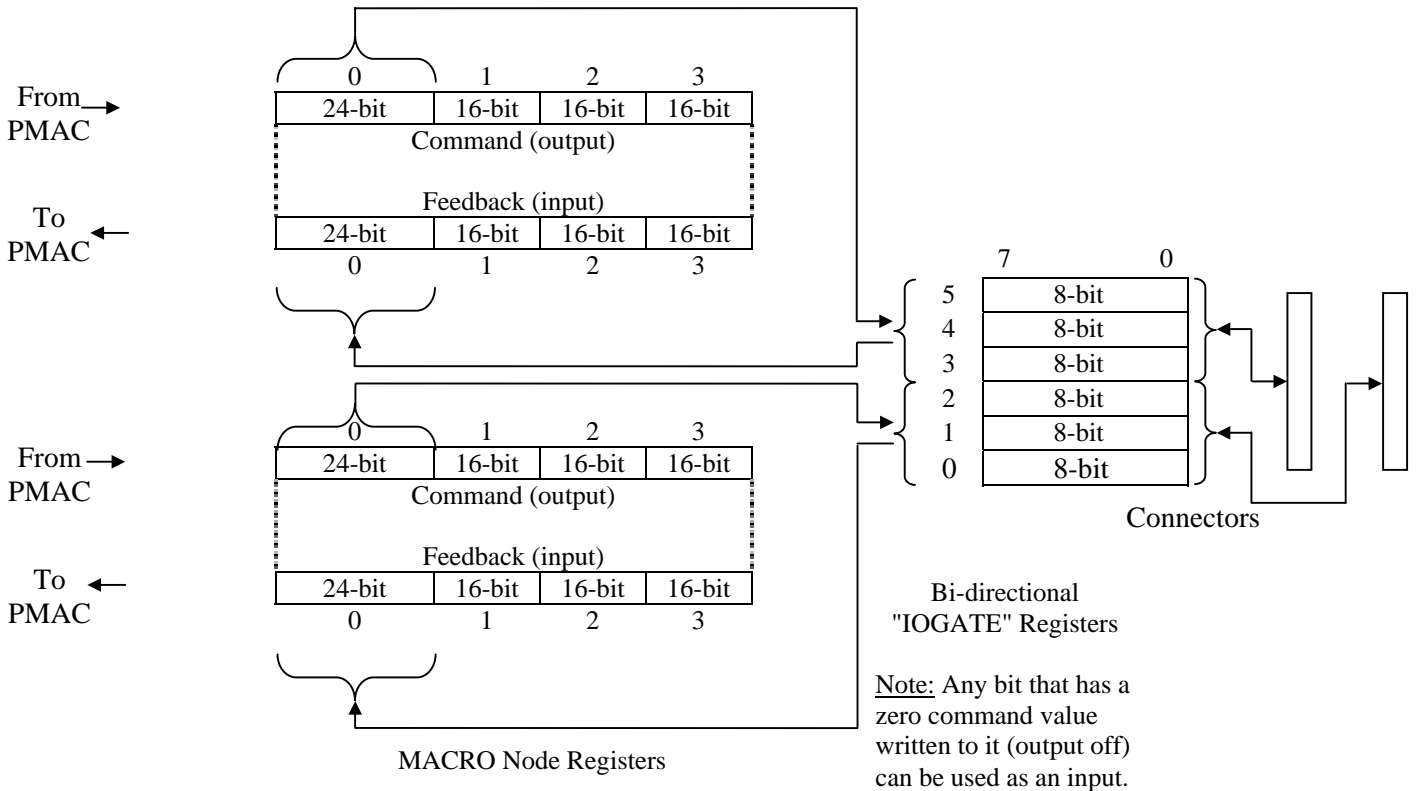 0 1 2 3
From
PMAC
24-bit 16-bit 16-bit 16-bit
Command (output)
To
PMAC
Feedback (input)
24-bit 16-bit 16-bit 16-bit
0 1 2 3
7 0
5 8-bit
4 8-bit
3 8-bit
2 8-bit
1 8-bit
0 8-bit
Connectors
0 1 2 3
From
PMAC
24-bit 16-bit 16-bit 16-bit
Command (output)
To
PMAC
Feedback (input)
24-bit 16-bit 16-bit 16-bit
0 1 2 3
Bi-directional
"IOGATE" Registers
Note: Any bit that has a
zero command value
written to it (output off)
can be used as an input.
MACRO Node Registers